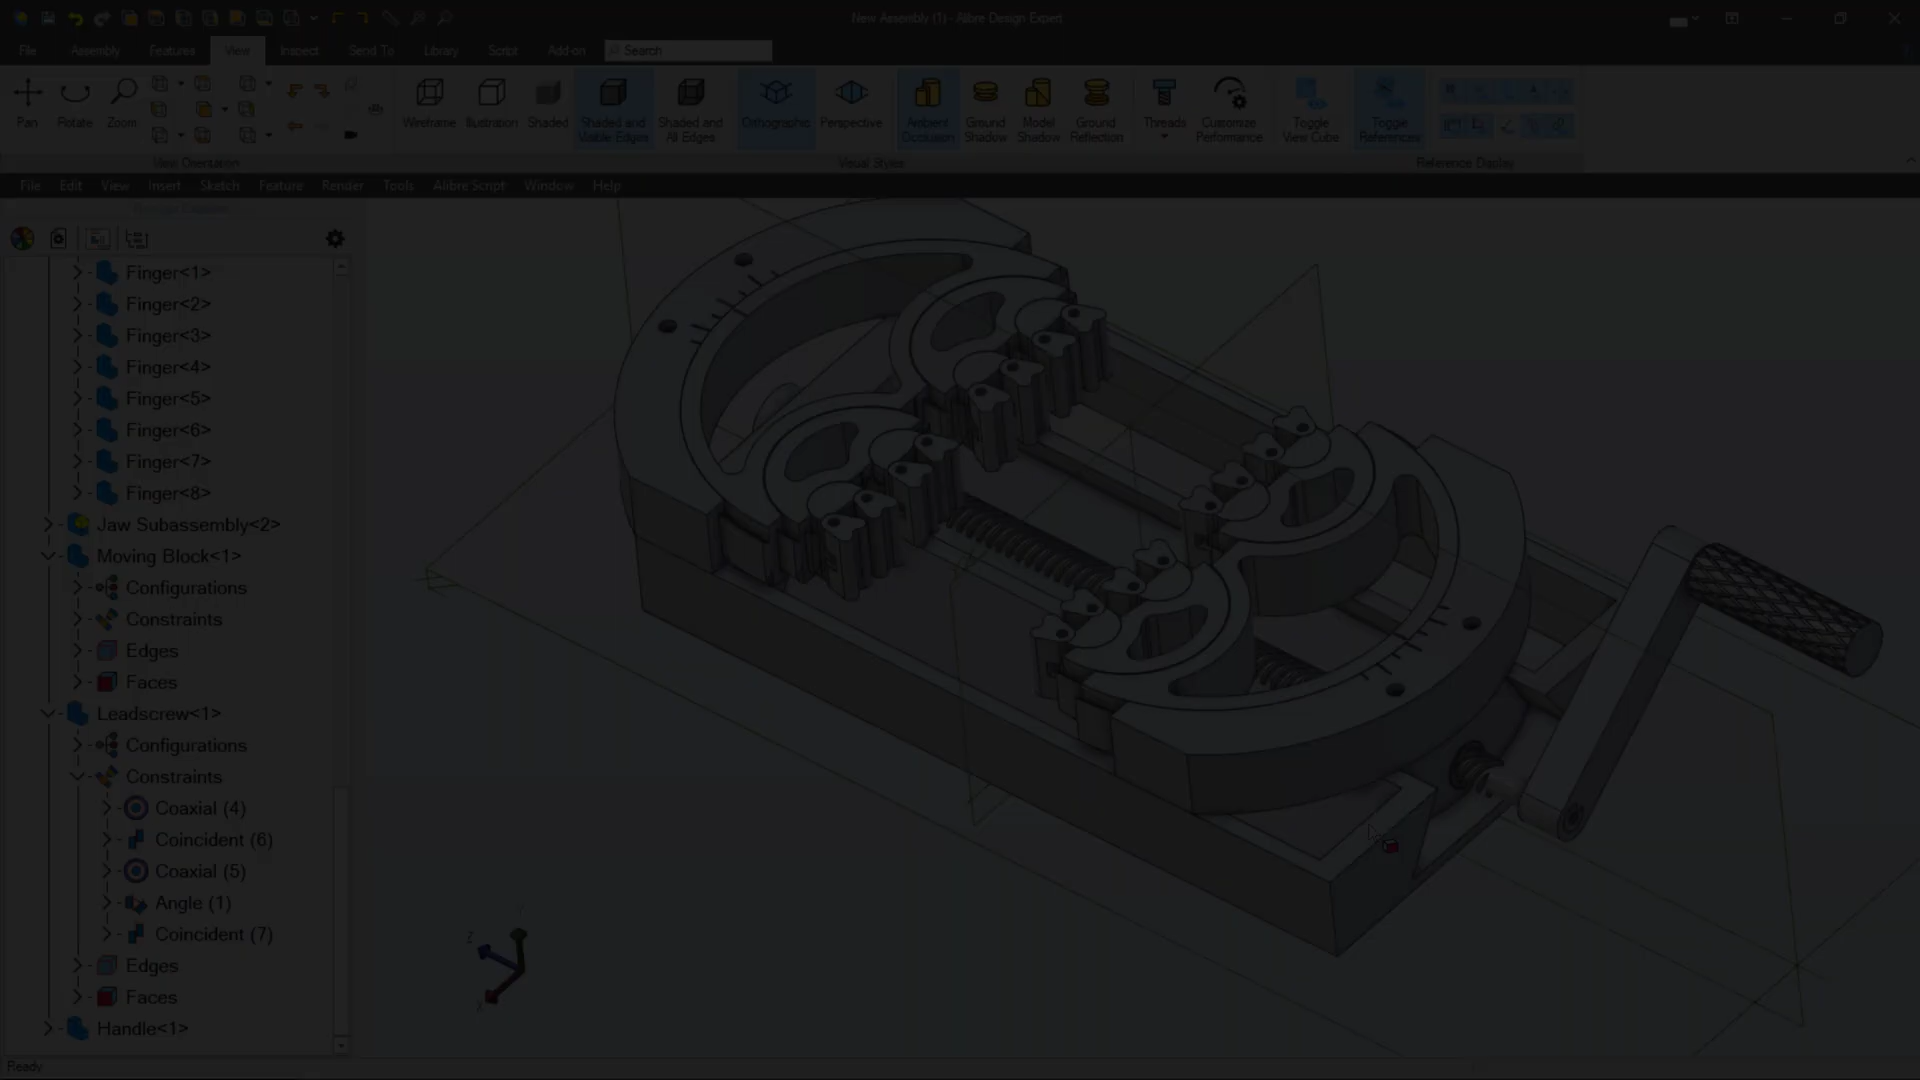 New Assembly (1) - Alibre Design Expert
File Assembly Features View Inspect Send To Library Script Add-on Search
Pan Rotate Zoom Wireframe Illustration Shaded Shaded and Visible Edges Shaded and All Edges Orthographic Perspective Ambient Occlusion Ground Shadow Model Shadow Ground Reflection Threads Customize Performance Toggle View Cube Toggle References
View Orientation Visual Styles Reference Display
File Edit View Insert Sketch Feature Render Tools Alibre Script Window Help
Finger<1>
Finger<2>
Finger<3>
Finger<4>
Finger<5>
Finger<6>
Finger<7>
Finger<8>
Jaw Subassembly<2>
Moving Block<1>
Configurations
Constraints
Edges
Faces
Leadscrew<1>
Configurations
Constraints
Coaxial (4)
Coincident (6)
Coaxial (5)
Angle (1)
Coincident (7)
Edges
Faces
Handle<1>
Z
X
Ready